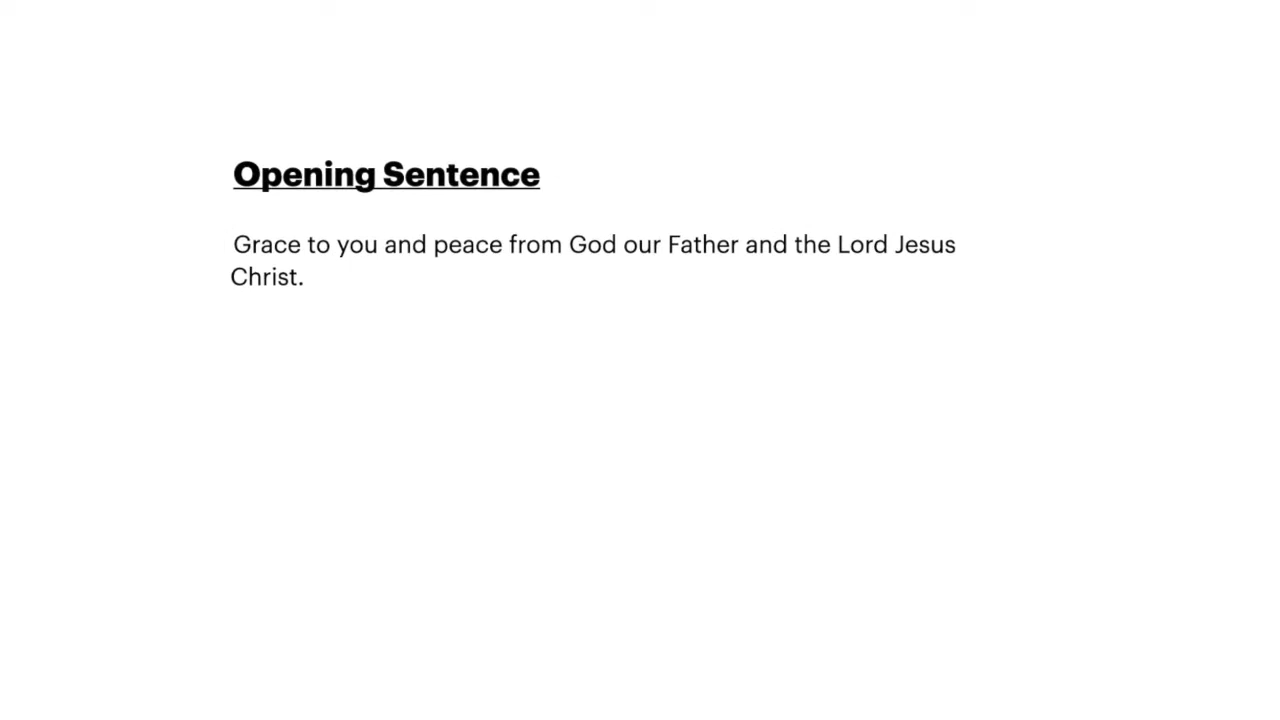 Opening Sentence
Grace to you and peace from God our Father and the Lord Jesus
Christ.